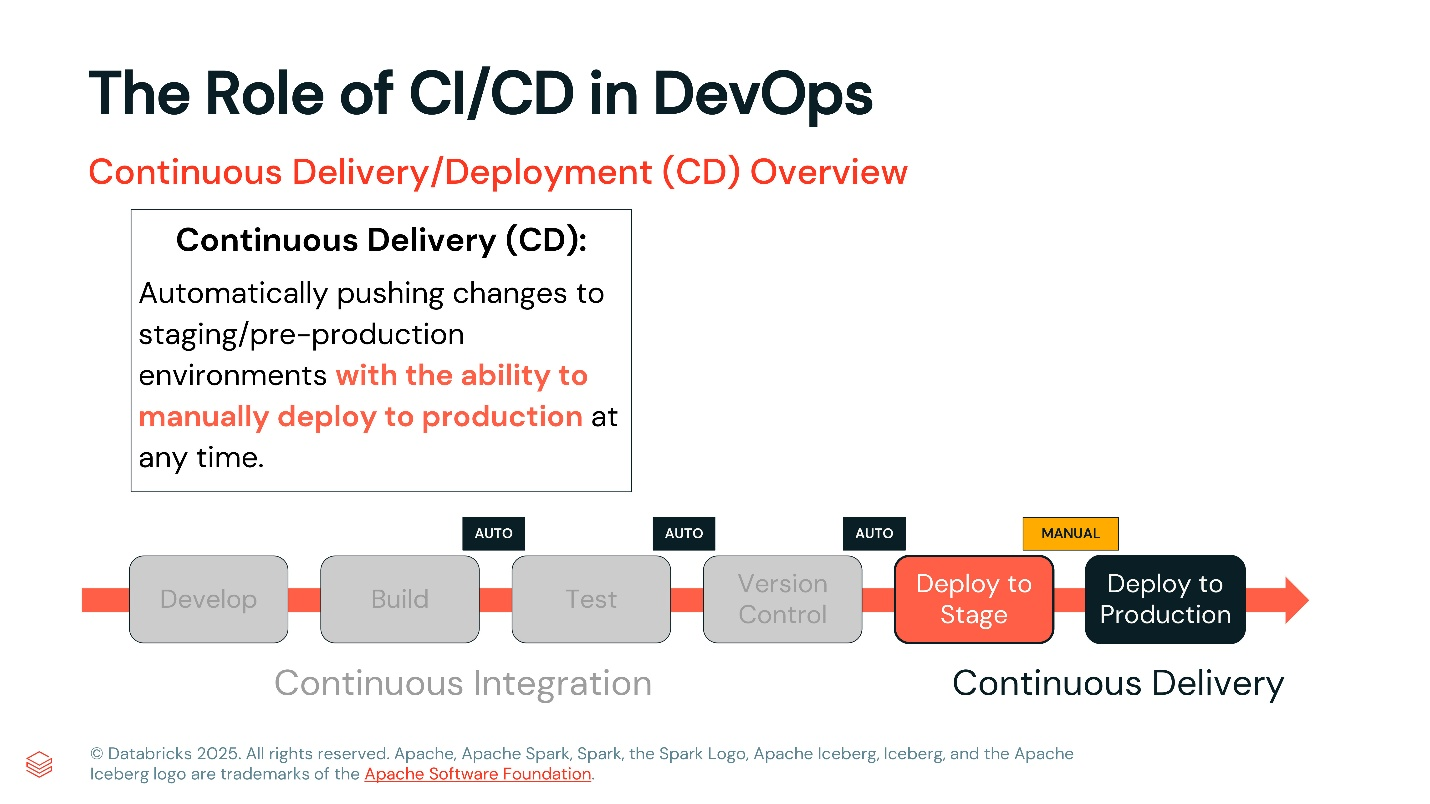 The Role of CI/CD in DevOps
Continuous Delivery/Deployment (CD) Overview
Continuous Delivery (CD):
Automatically pushing changes to
staging/pre-production
environments with the ability to
manually deploy to production at
any time.
AUTO
AUTO
AUTO
MANUAL
Develop
Build
Test
Version
Control
Deploy to
Stage
Deploy to
Production
Continuous Integration
Continuous Delivery
© Databricks 2025. All rights reserved. Apache, Apache Spark, Spark, the Spark Logo, Apache Iceberg, Iceberg, and the Apache
Iceberg logo are trademarks of the Apache Software Foundation.